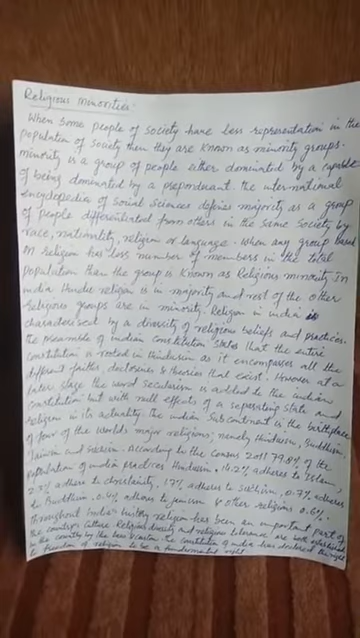 Religious minorities:
When some people of society have less representation in the
population of society then they are known as minority groups.
minority is a group of people either dominated by a capable
of being dominated by a preponduant. the international
encyclopedia of Social Sciences defines majority as a group
of people differentiated from others in the same Society by
race, nationality, religion or language. When any group based
on religion has less number of members in the total
population then the group is known as Religious minority. In
india Hindu religion is in majority and rest of the other
religious groups are in minority. Religion in india is
characterised by a diversity of religious beliefs and practices.
the preamble of indian constitution states that the entire
constitution is rooted in Hinduism as it encompasses all the
different faiths, & theories that exist. However at a
later stage the word secularism is added to the indian
constitution but with null effects of a seperating state and
religion in its actuality the indian Subcontinent is the birthplace
of four of the worlds major religions; namely Hinduism, Buddhism,
Jainism and Sikhism. According to the Census 2011 79.8% of the
population of india practices Hinduism, 14.2% adheres to Islam,
2.3% adhere to christianity, 1.7% adheres to Sikhism, 0.7% adheres
to Buddhism, 0.4% adheres to jainism & other religions 0.6%.
throughout India's history religion has been an important part of
the country's culture. Religious diversity and religious tolerance are both established
in the country by the law & custom. the constitution of india has declared the right
to freedom of religion to be a fundamental right.